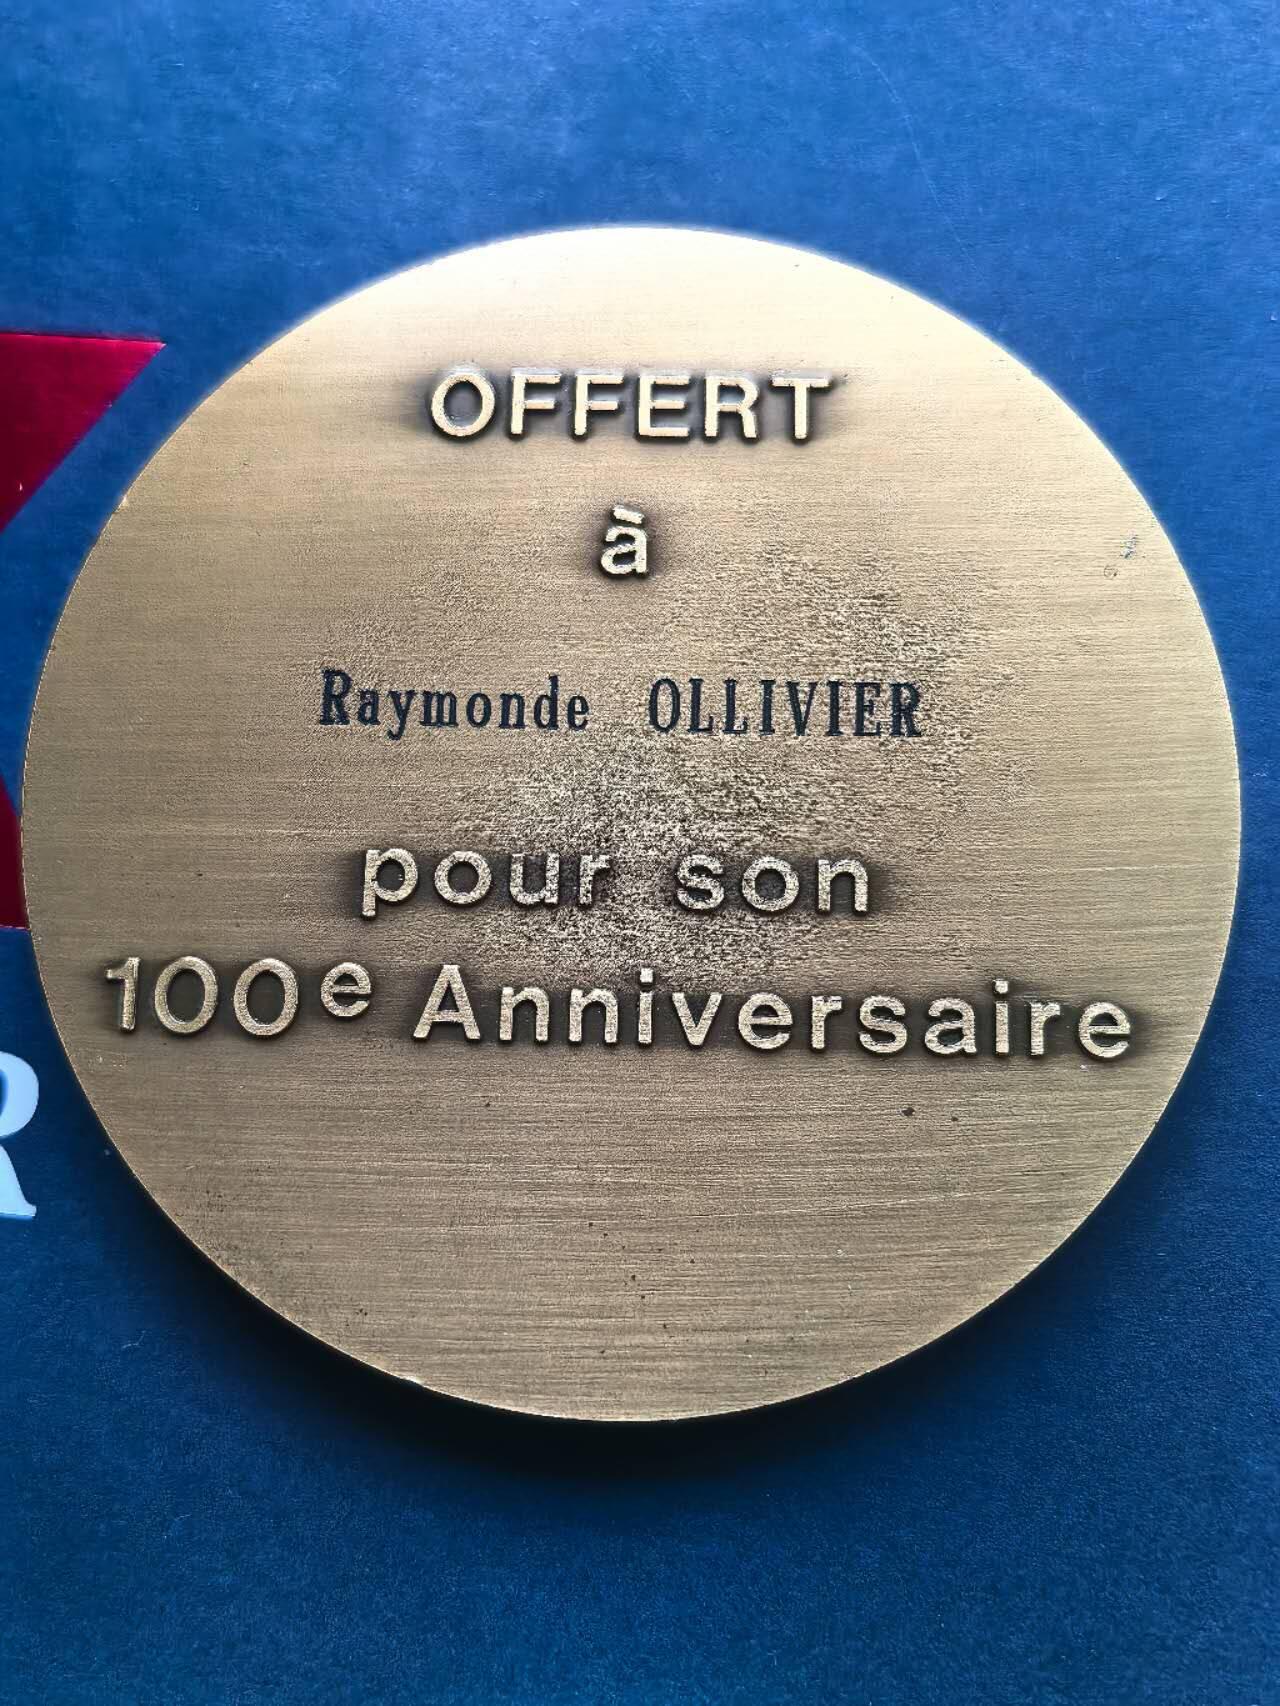 OFFERT
à
Raymonde OLLIVIER
pour son
100e Anniversaire
R